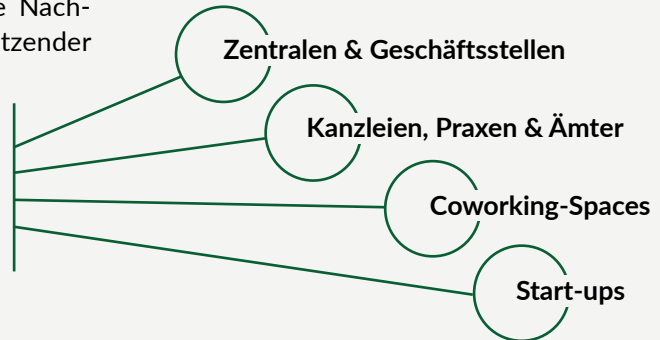 Nach-
tzender
Zentralen & Geschäftsstellen
Kanzleien, Praxen & Ämter
Coworking-Spaces
Start-ups